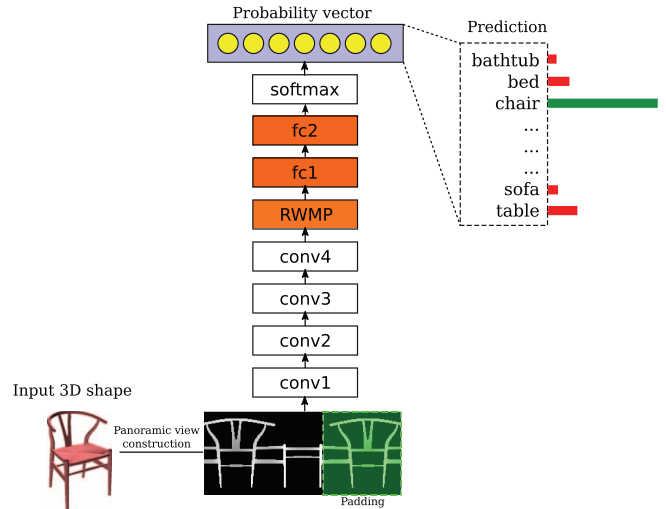 Probability vector
Prediction
bathtub
bed
chair
...
...
...
sofa
table
softmax
fc2
fc1
RWMP
conv4
conv3
conv2
conv1
Input 3D shape
Panoramic view
construction
Padding